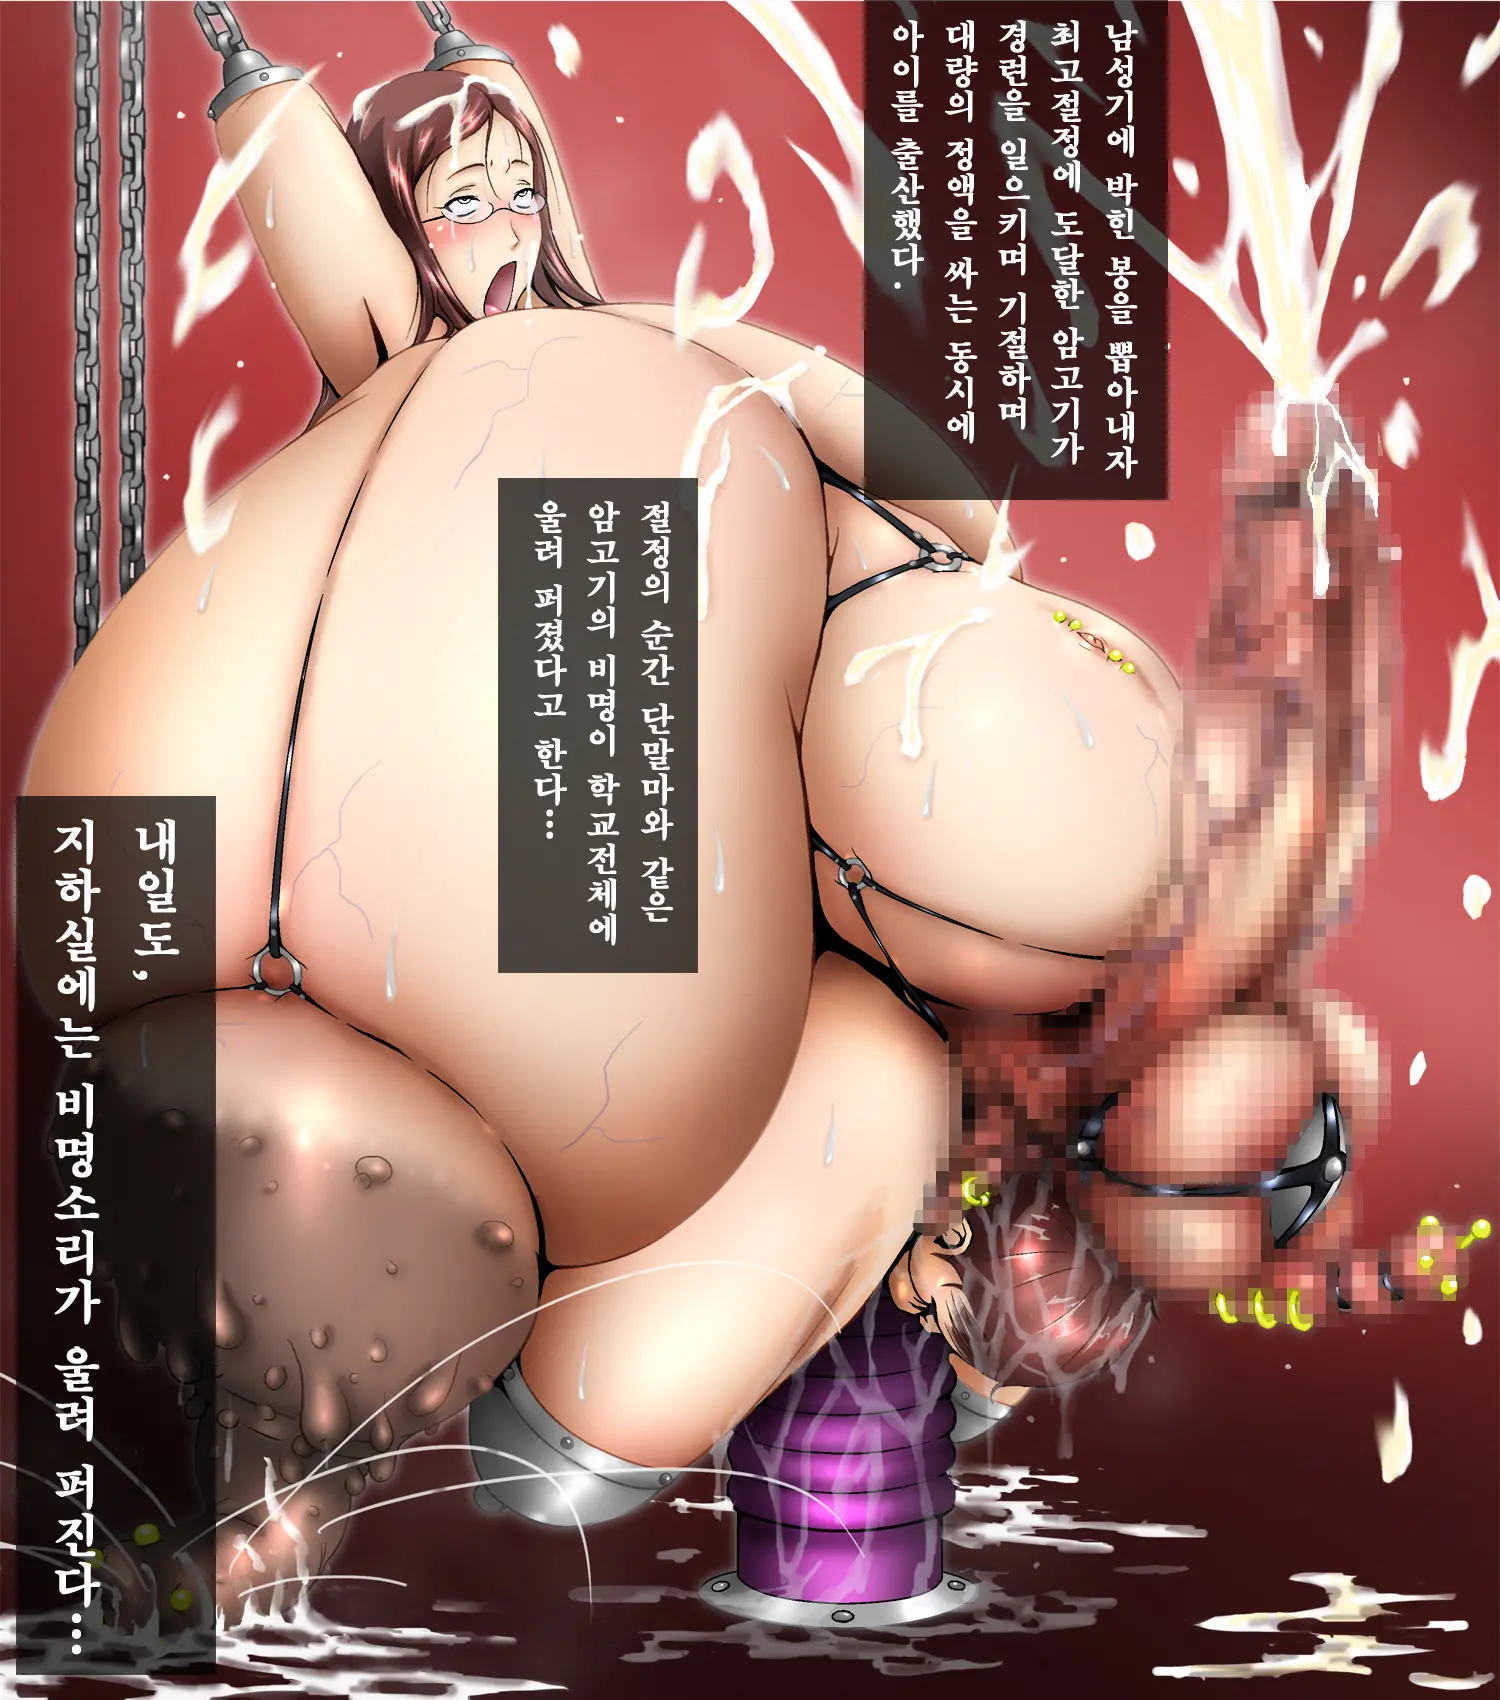 남성기에 박힌 봉을 뽑아내자
최고절정에 도달한 암고기가
경련을 일으키며 기절하며
대량의 정액을 싸는 동시에
아이를 출산했다.
절정의 순간 단말마와 같은
암고기의 비명이 학교전체에
울려 퍼졌다고 한다…
내일도,
지하실에는 비명소리가 울려 퍼진다…